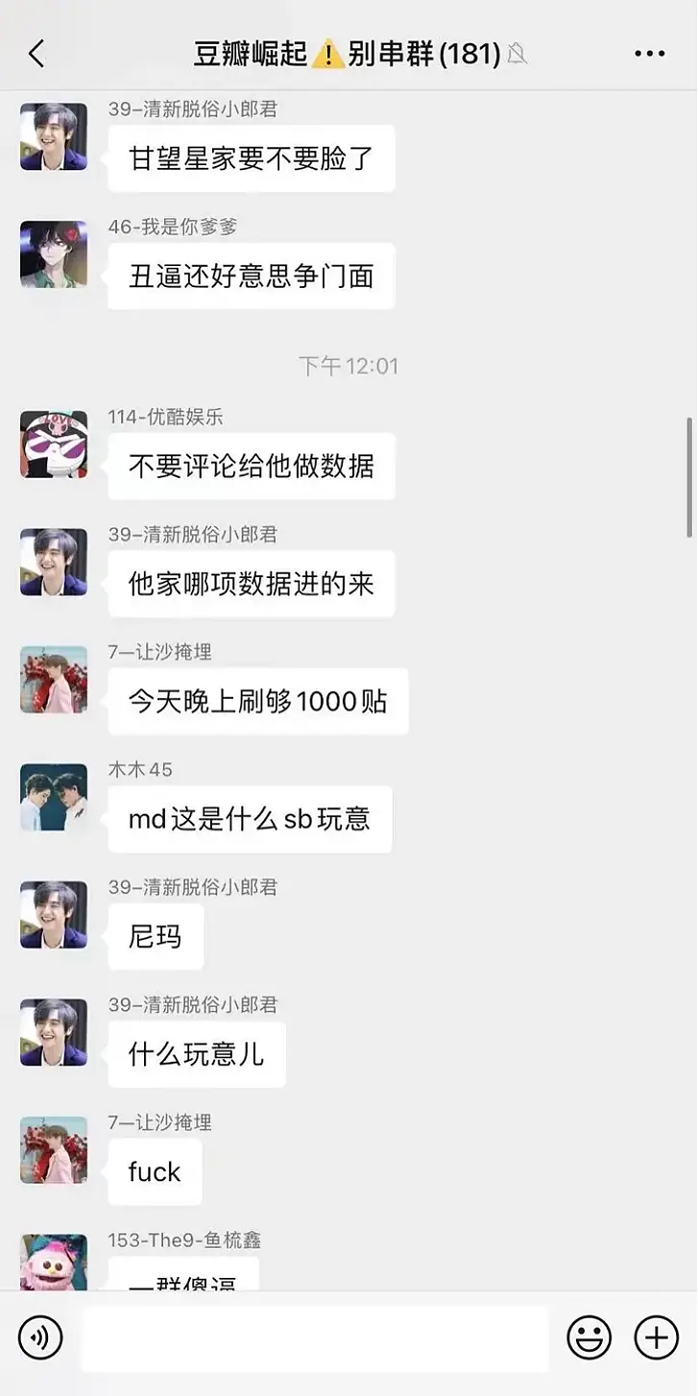 豆瓣崛起⚠️别串群(181)
39–清新脱俗小郎君
甘望星家要不要脸了
46-我是你爹爹
丑逼还好意思争门面
下午12:01
114-优酷娱乐
不要评论给他做数据
39–清新脱俗小郎君
他家哪项数据进的来
7—让沙掩埋
今天晚上刷够1000贴
木木45
md这是什么sb玩意
39–清新脱俗小郎君
尼玛
39–清新脱俗小郎君
什么玩意儿
7—让沙掩埋
fuck
153-The9-鱼梳鑫
一群傻逼